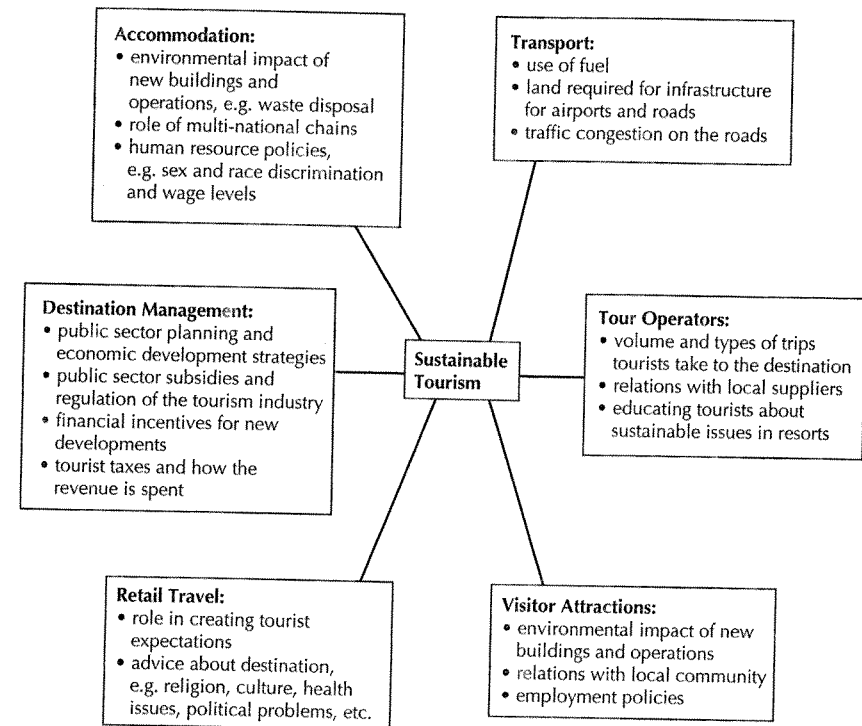 Accommodation:
• environmental impact of
new buildings and
operations, e.g. waste disposal
• role of multi-national chains
• human resource policies,
e.g. sex and race discrimination
and wage levels
Transport:
• use of fuel
• land required for infrastructure
for airports and roads
• traffic congestion on the roads
Destination Management:
• public sector planning and
economic development strategies
• public sector subsidies and
regulation of the tourism industry
• financial incentives for new
developments
• tourist taxes and how the
revenue is spent
Sustainable
Tourism
Tour Operators:
• volume and types of trips
tourists take to the destination
• relations with local suppliers
• educating tourists about
sustainable issues in resorts
Retail Travel:
• role in creating tourist
expectations
• advice about destination,
e.g. religion, culture, health
issues, political problems, etc.
Visitor Attractions:
• environmental impact of new
buildings and operations
• relations with local community
• employment policies